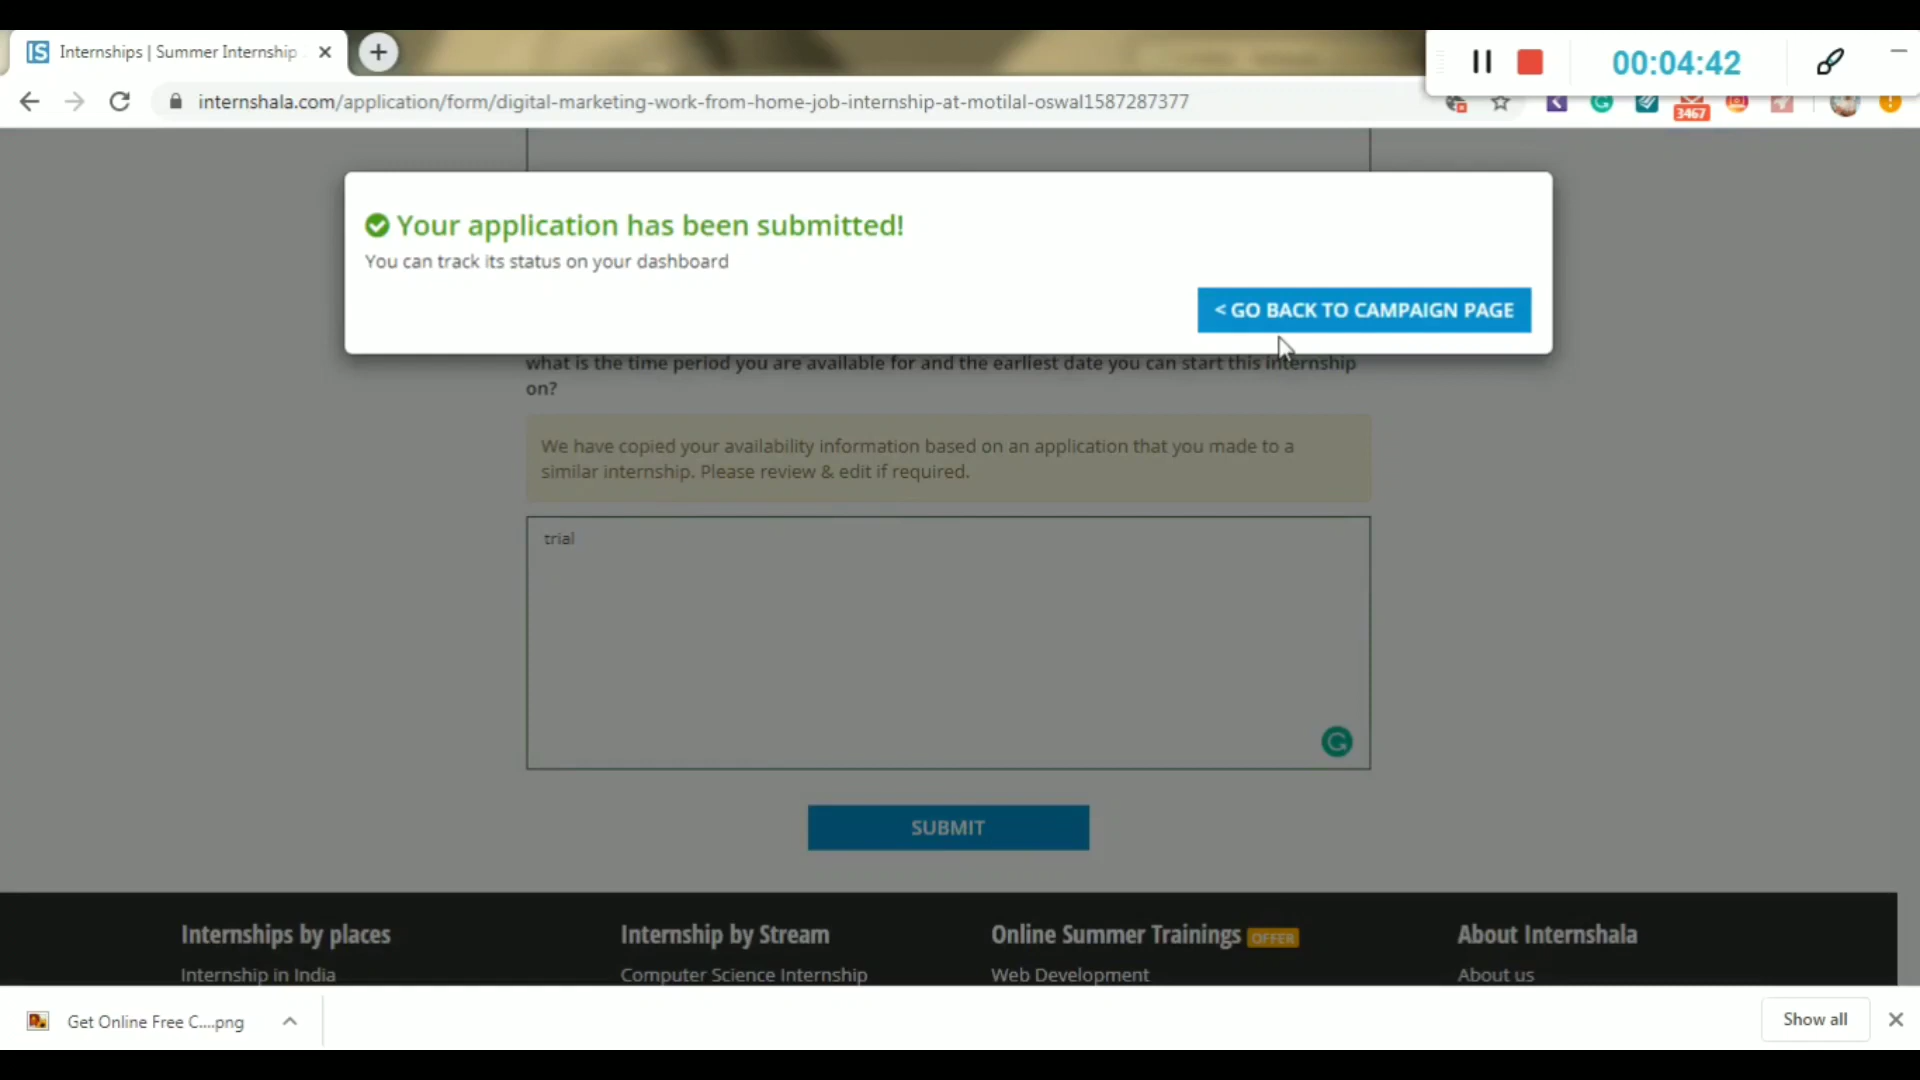 IS Internships | Summer Internship
00:04:42
internshala.com/application/form/digital-marketing-work-from-home-job-internship-at-motilal-oswal1587287377
3467
Your application has been submitted!
You can track its status on your dashboard
< GO BACK TO CAMPAIGN PAGE
what is the time period you are available for and the earliest date you can start this internship
on?
We have copied your availability information based on an application that you made to a
similar internship. Please review & edit if required.
trial
SUBMIT
Internships by places Internship by Stream Online Summer Trainings OFFER About Internshala
Internship in India Computer Science Internship Web Development About us
Get Online Free C....png Show all